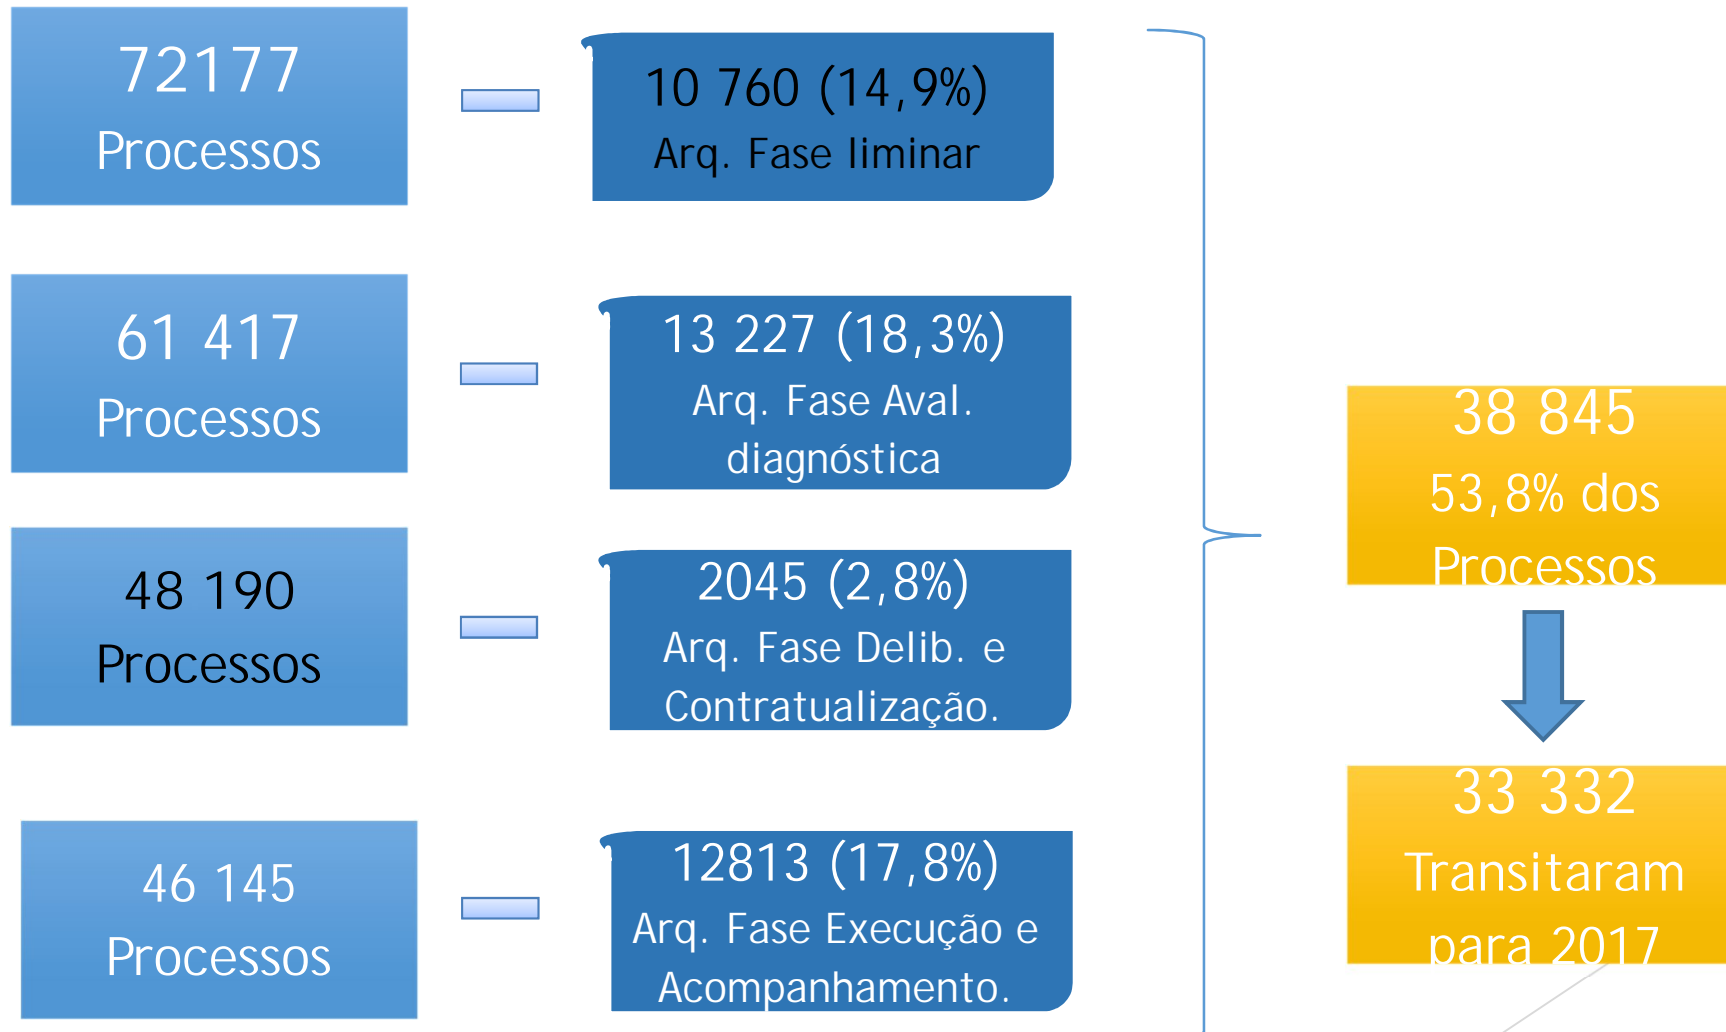 72177
Processos
10 760 (14,9%)
Arq. Fase liminar
61 417
Processos
13 227 (18,3%)
Arq. Fase Aval.
diagnóstica
48 190
Processos
2045 (2,8%)
Arq. Fase Delib. e
Contratualização.
46 145
Processos
12813 (17,8%)
Arq. Fase Execução e
Acompanhamento.
38 845
53,8% dos
Processos
33 332
Transitaram
para 2017